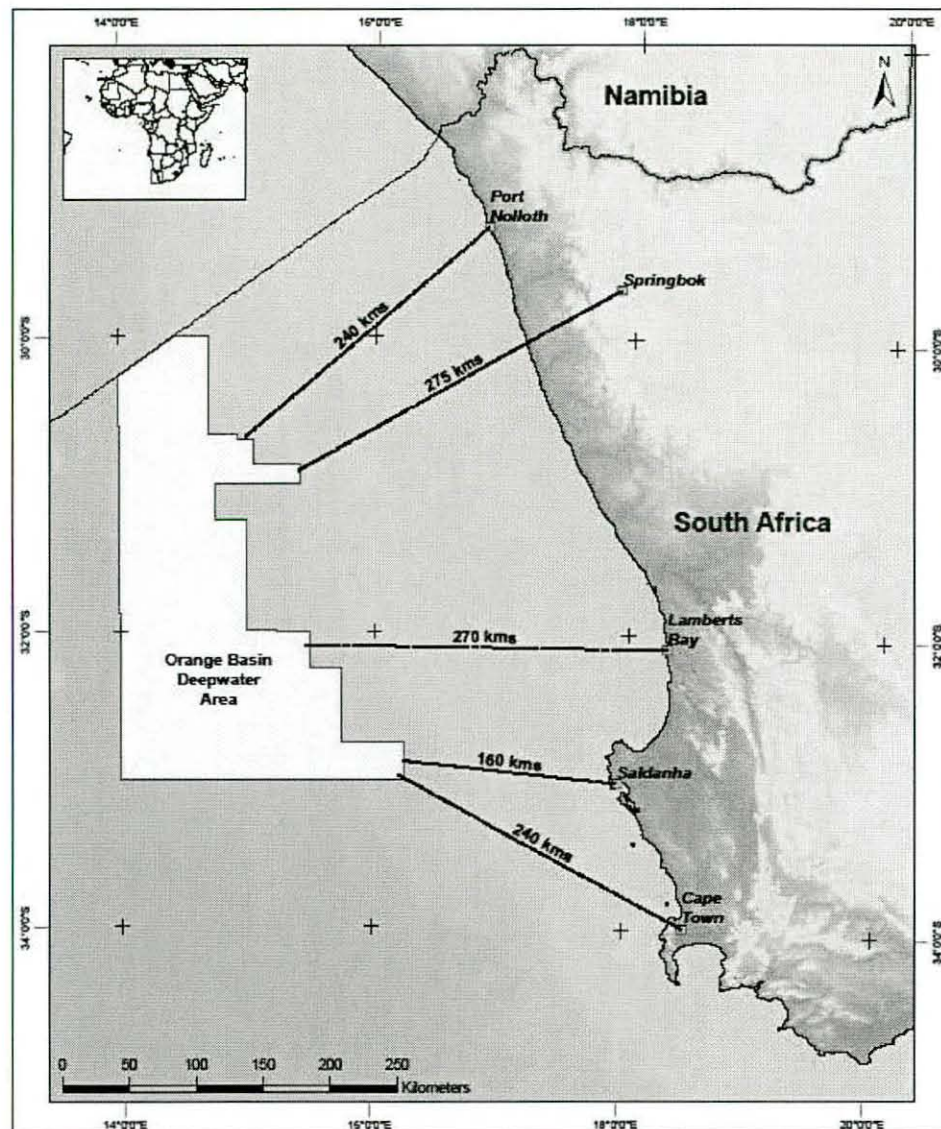 14°0'0"E 16°0'0"E 18°0'0"E 20°0'0"E
N
Namibia
Port
Nolloth
Springbok
240 kms
30°0'0"S 30°0'0"S
275 kms
South Africa
Lamberts
Bay
32°0'0"S 32°0'0"S
270 kms
Orange Basin
Deepwater
Area
160 kms
Saldanha
240 kms
Cape
Town
34°0'0"S 34°0'0"S
0 50 100 150 200 250
Kilometers
14°0'0"E 16°0'0"E 18°0'0"E 20°0'0"E